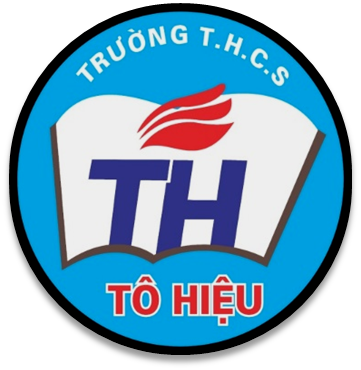 TRƯỜNG T.H.C.S
TH
TÔ HIỆU